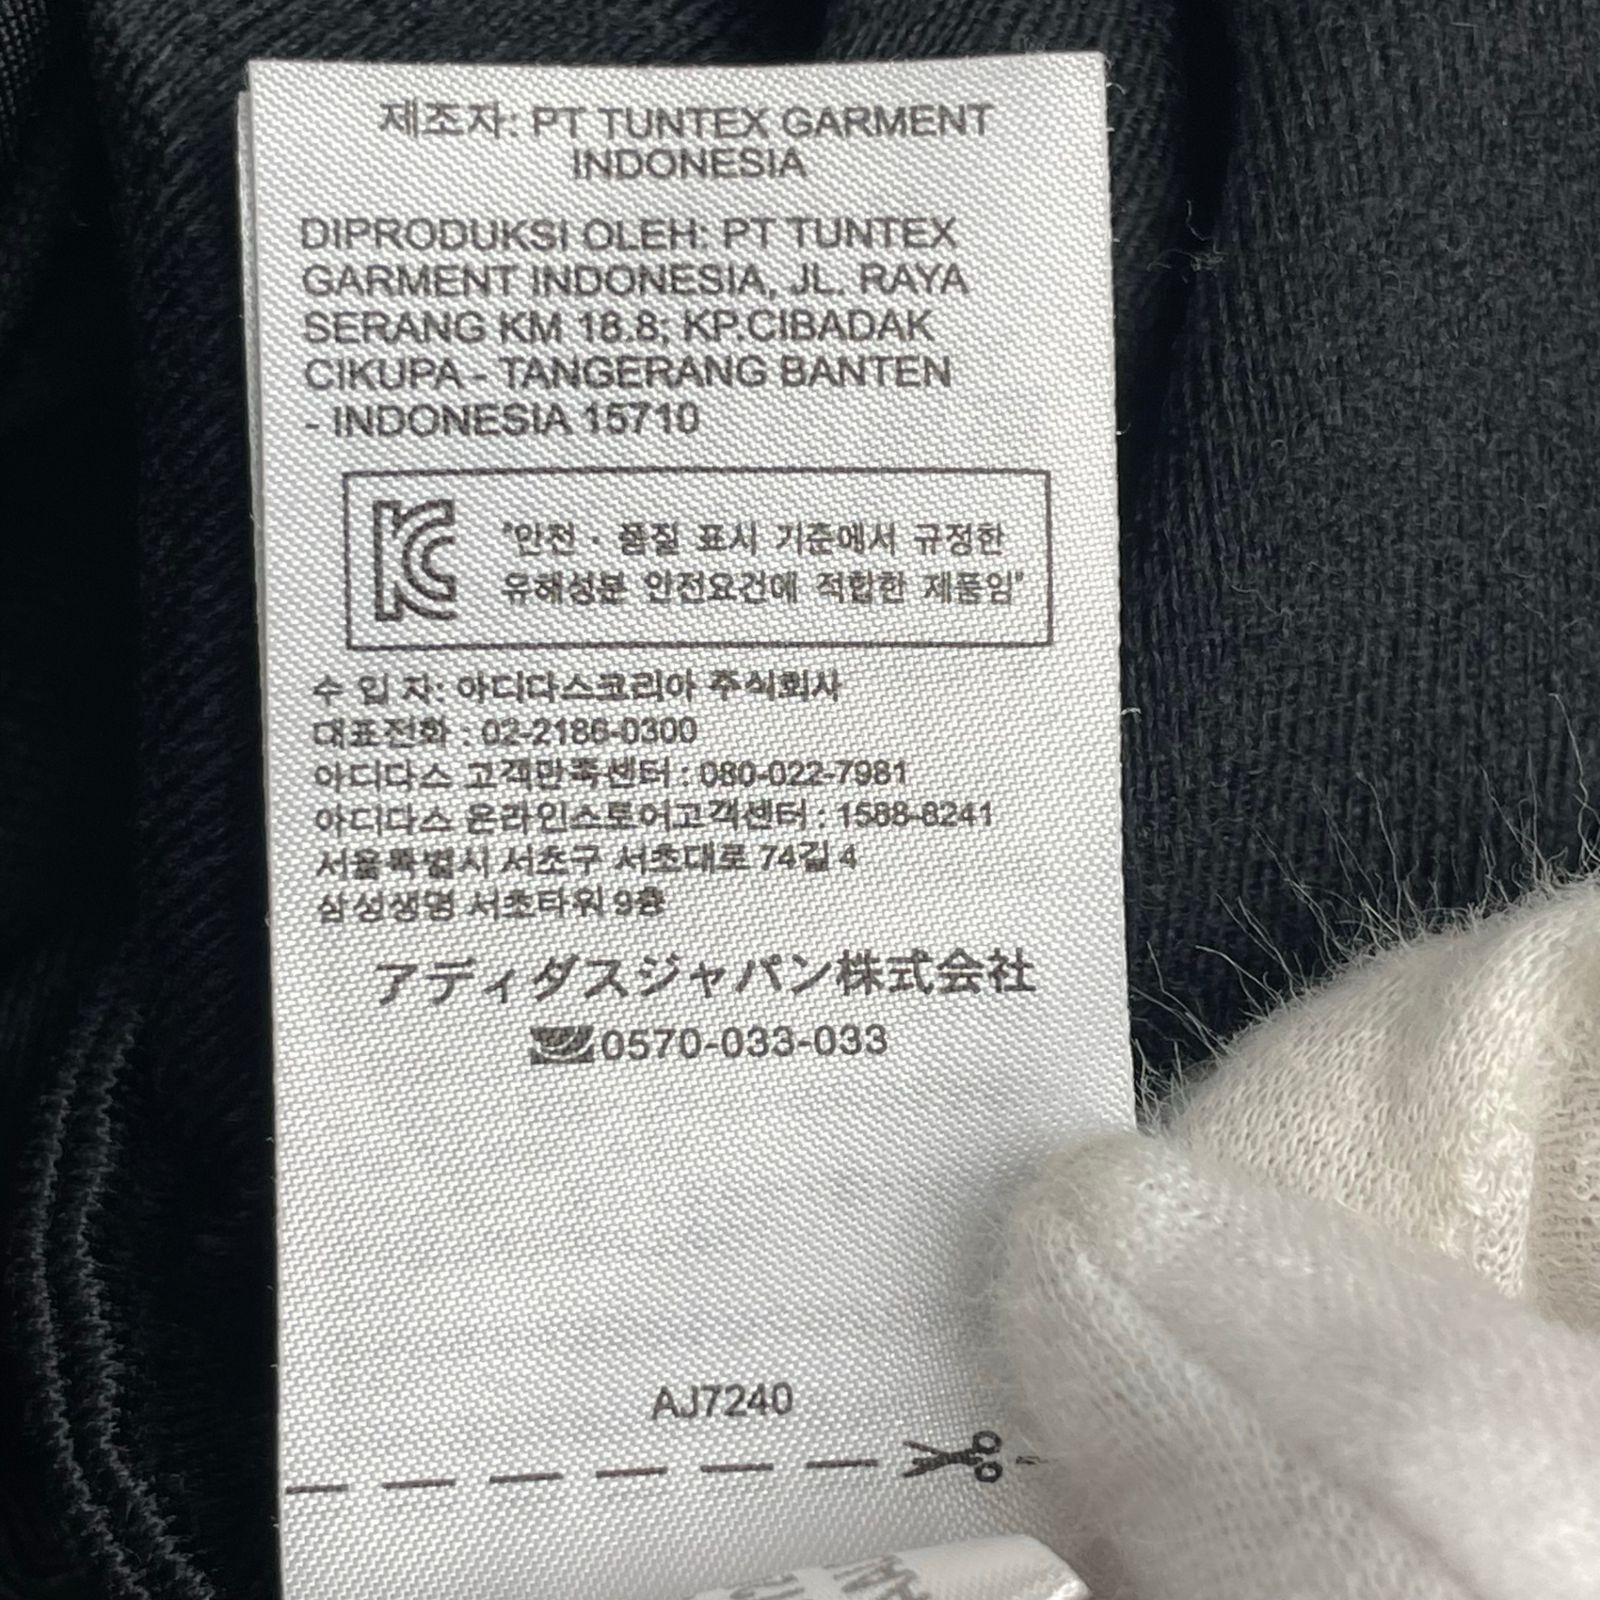 제조자: PT TUNTEX GARMENT
INDONESIA
DIPRODUKSI OLEH: PT TUNTEX
GARMENT INDONESIA, JL. RAYA
SERANG KM 18.8; KP.CIBADAK
CIKUPA - TANGERANG BANTEN
- INDONESIA 15710
"안전 · 품질 표시 기준에서 규정한
유해성분 안전요건에 적합한 제품임"
수 입 자: 아디다스코리아 주식회사
대표전화 : 02-2186-0300
아디다스 고객만족센터 : 080-022-7981
아디다스 온라인스토어고객센터 : 1588-8241
서울특별시 서초구 서초대로 74길 4
삼성생명 서초타워 9층
アディダスジャパン株式会社
0570-033-033
AJ7240